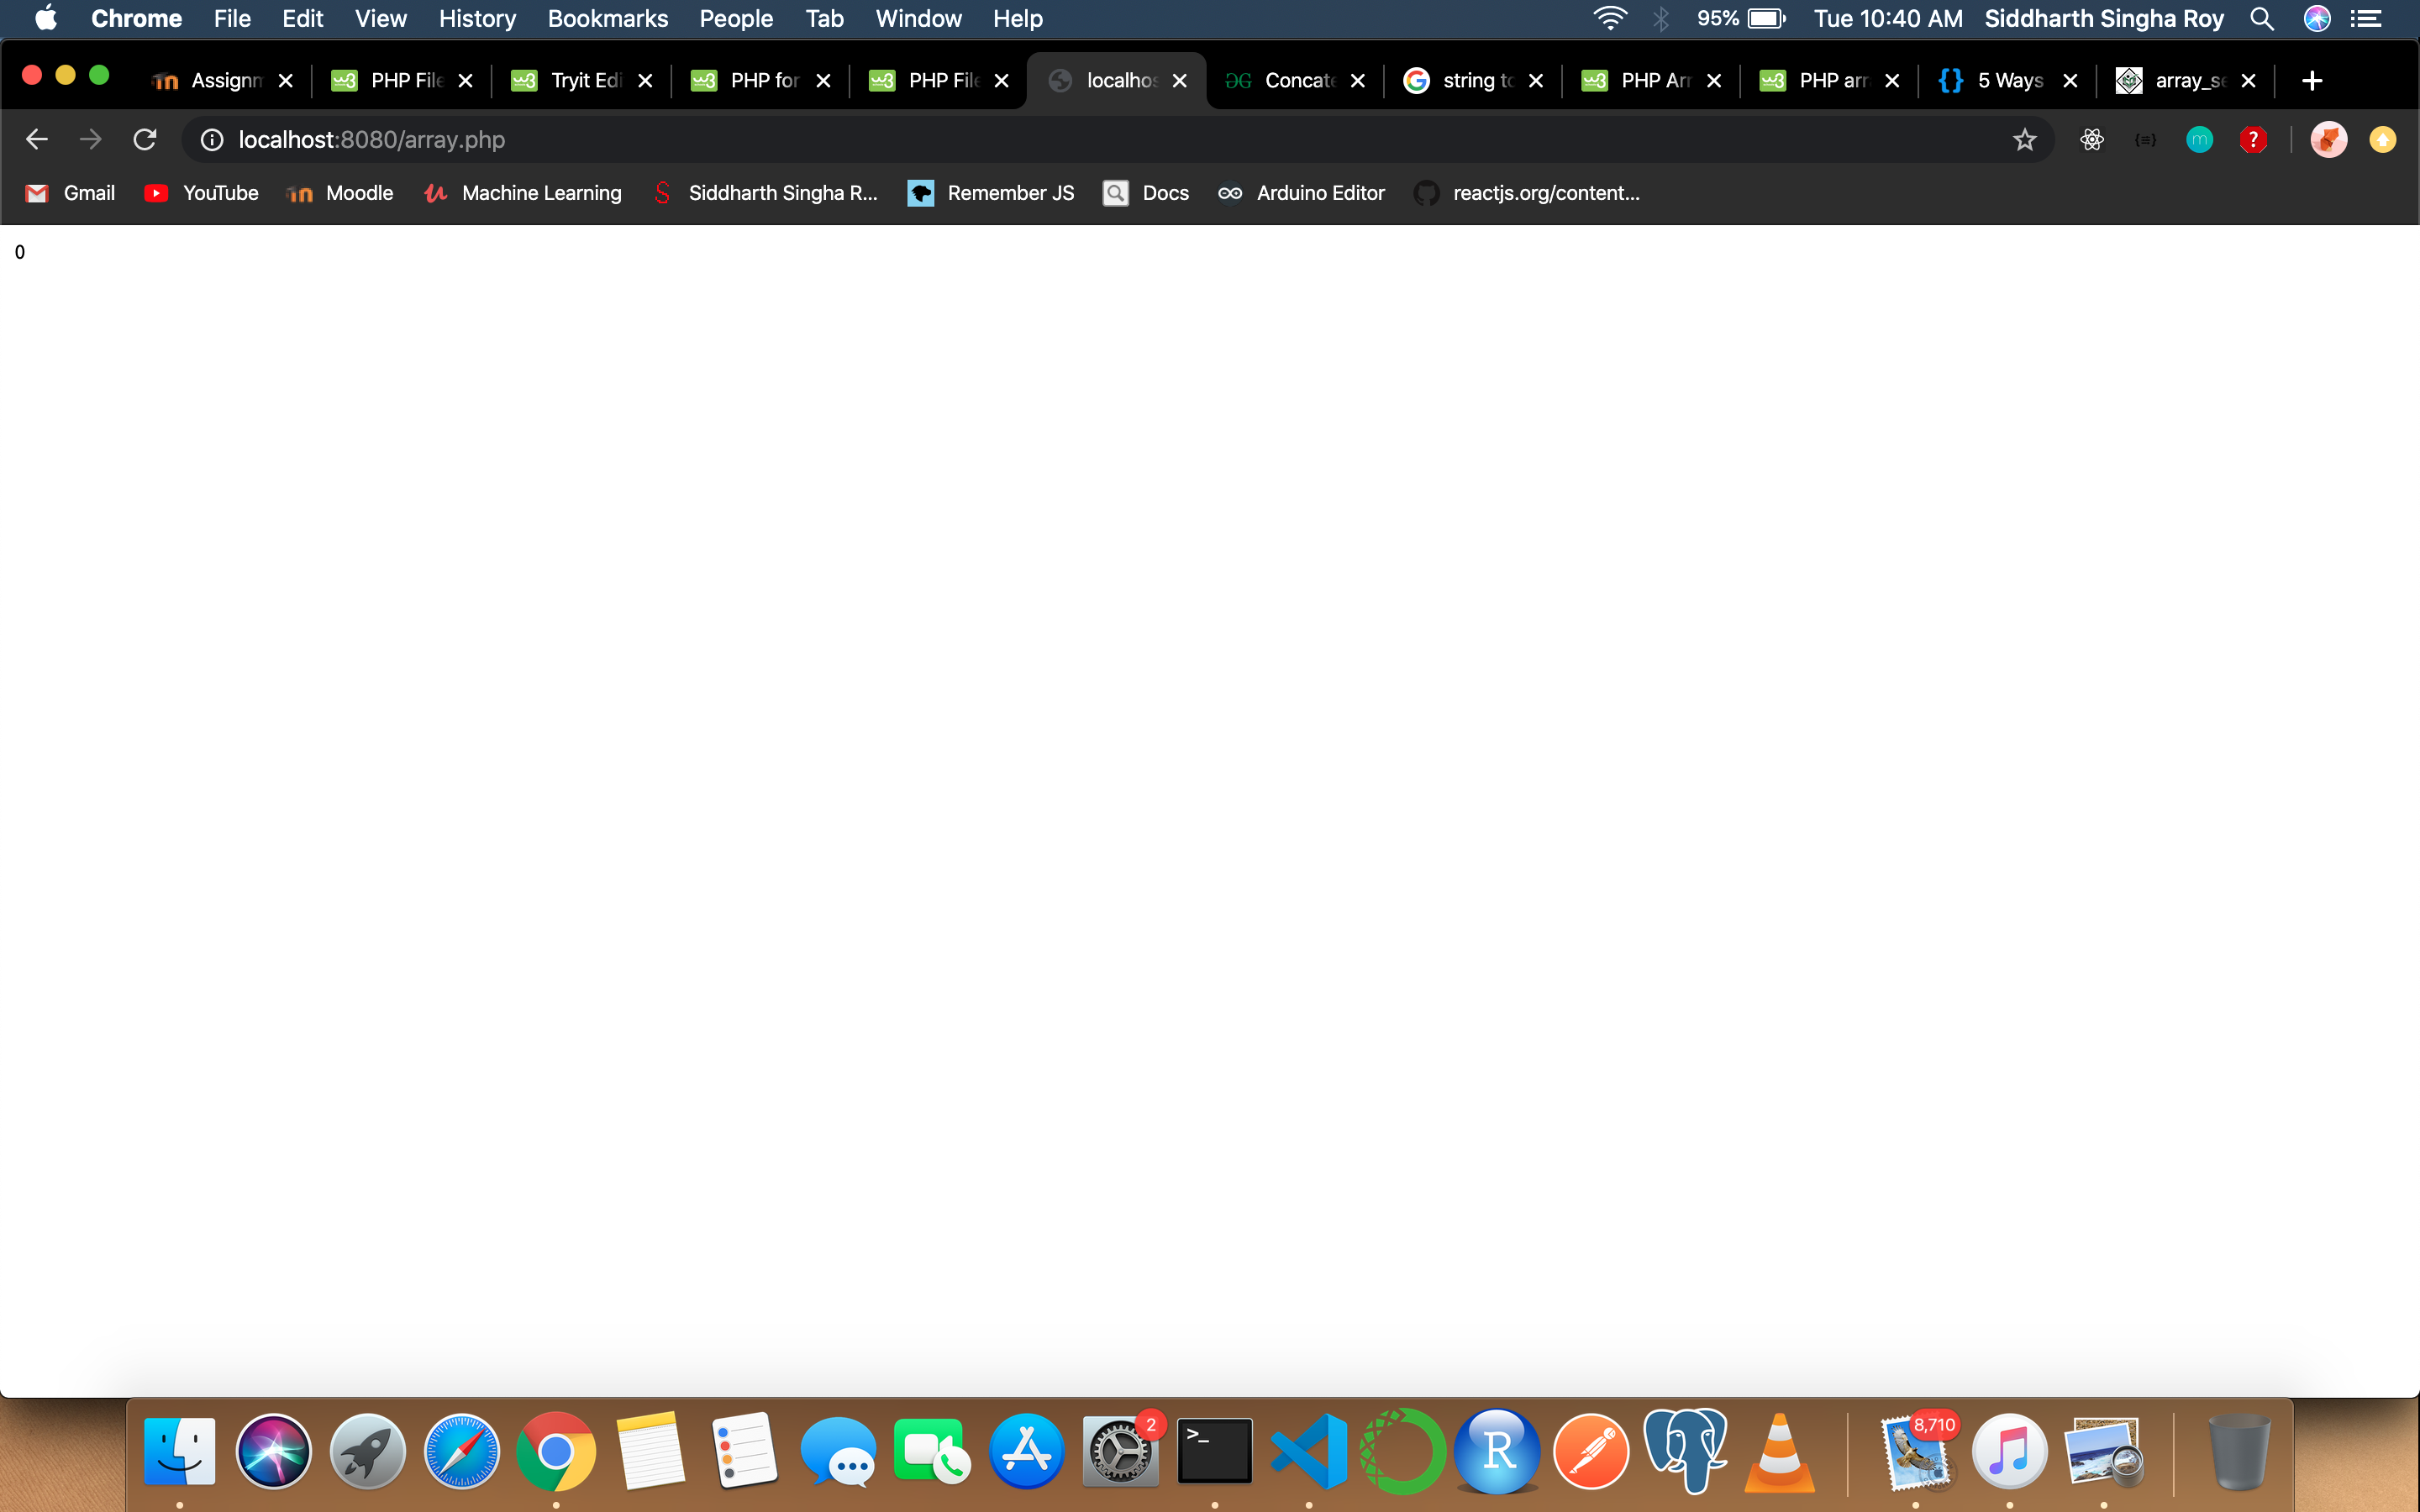 Chrome File Edit View History Bookmarks People Tab Window Help 95% Tue 10:40 AM Siddharth Singha Roy
Assignm PHP File Tryit Edi PHP for PHP File localhos Concate string to PHP Arr PHP arr 5 Ways array_se
localhost:8080/array.php
Gmail YouTube Moodle Machine Learning Siddharth Singha R... Remember JS Docs Arduino Editor reactjs.org/content...
0
2 8,710